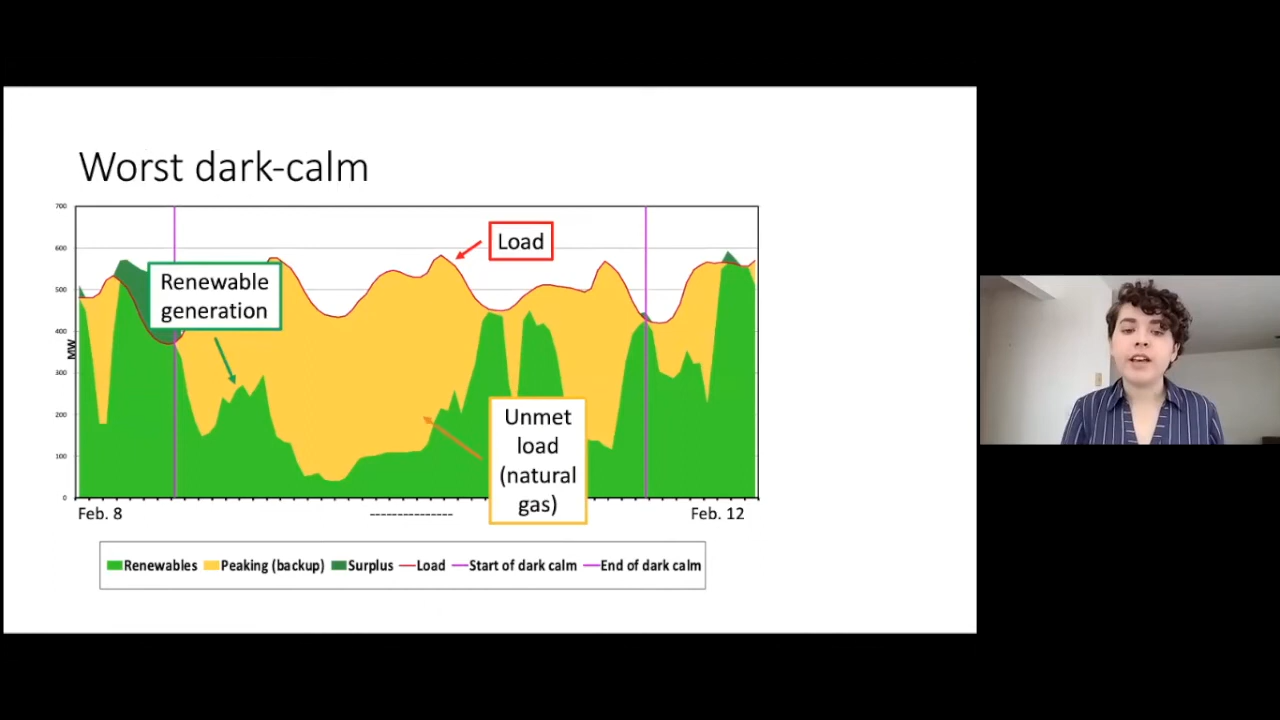 Worst dark-calm
700
600
500
400
300
200
100
0
MW
Load
Renewable
generation
Unmet
load
(natural
gas)
Feb. 8
---------------
Feb. 12
Renewables Peaking (backup) Surplus Load Start of dark calm End of dark calm